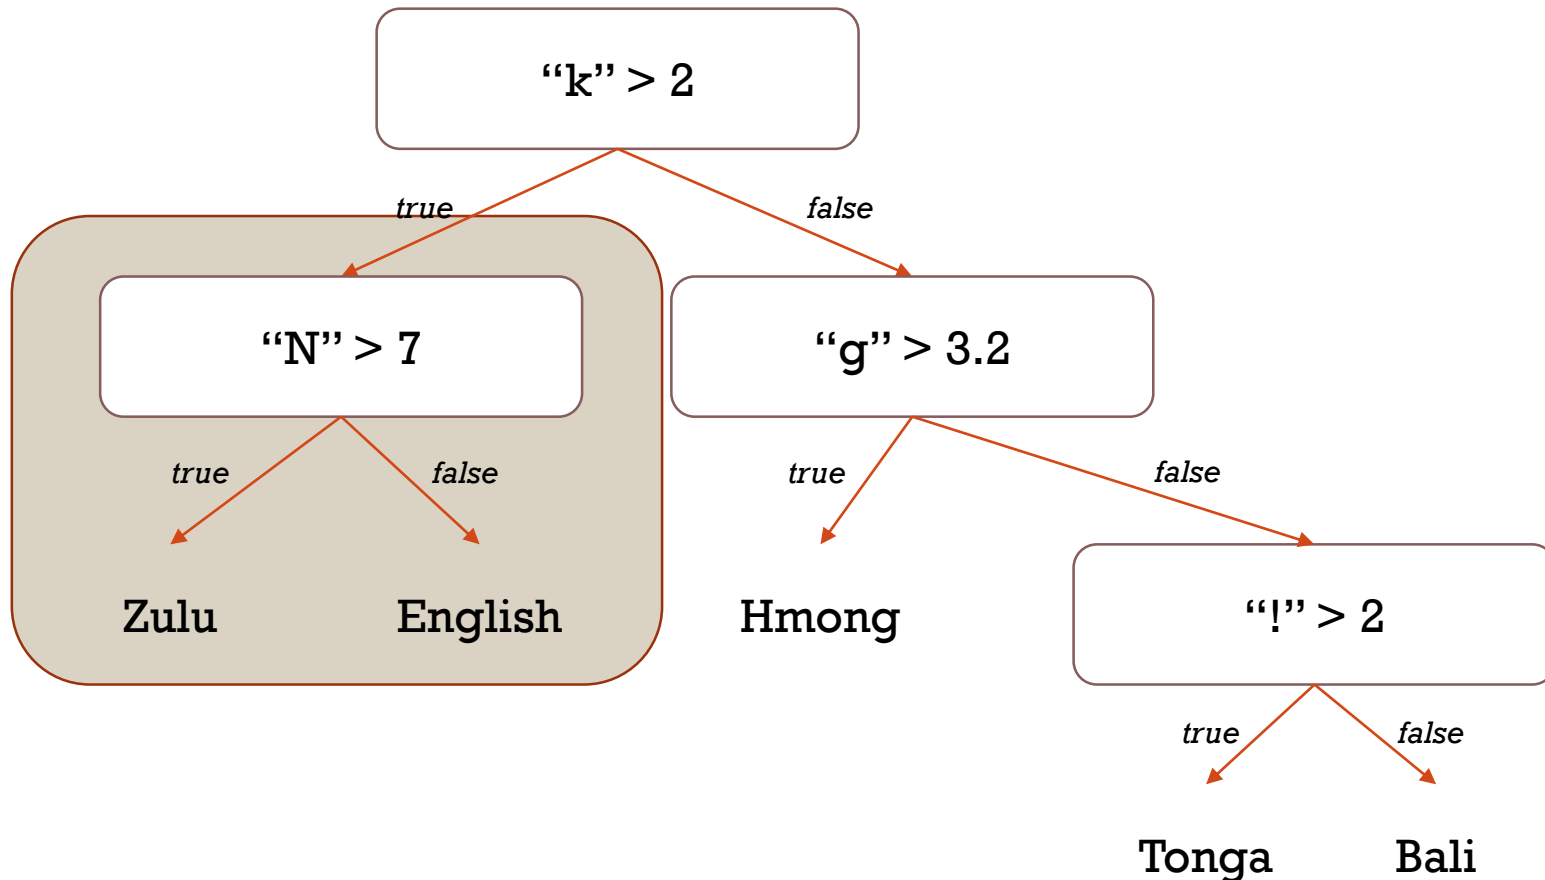 “k” > 2
true
false
“N” > 7
“g” > 3.2
true
false
true
false
Zulu
English
Hmong
“!” > 2
true
false
Tonga
Bali